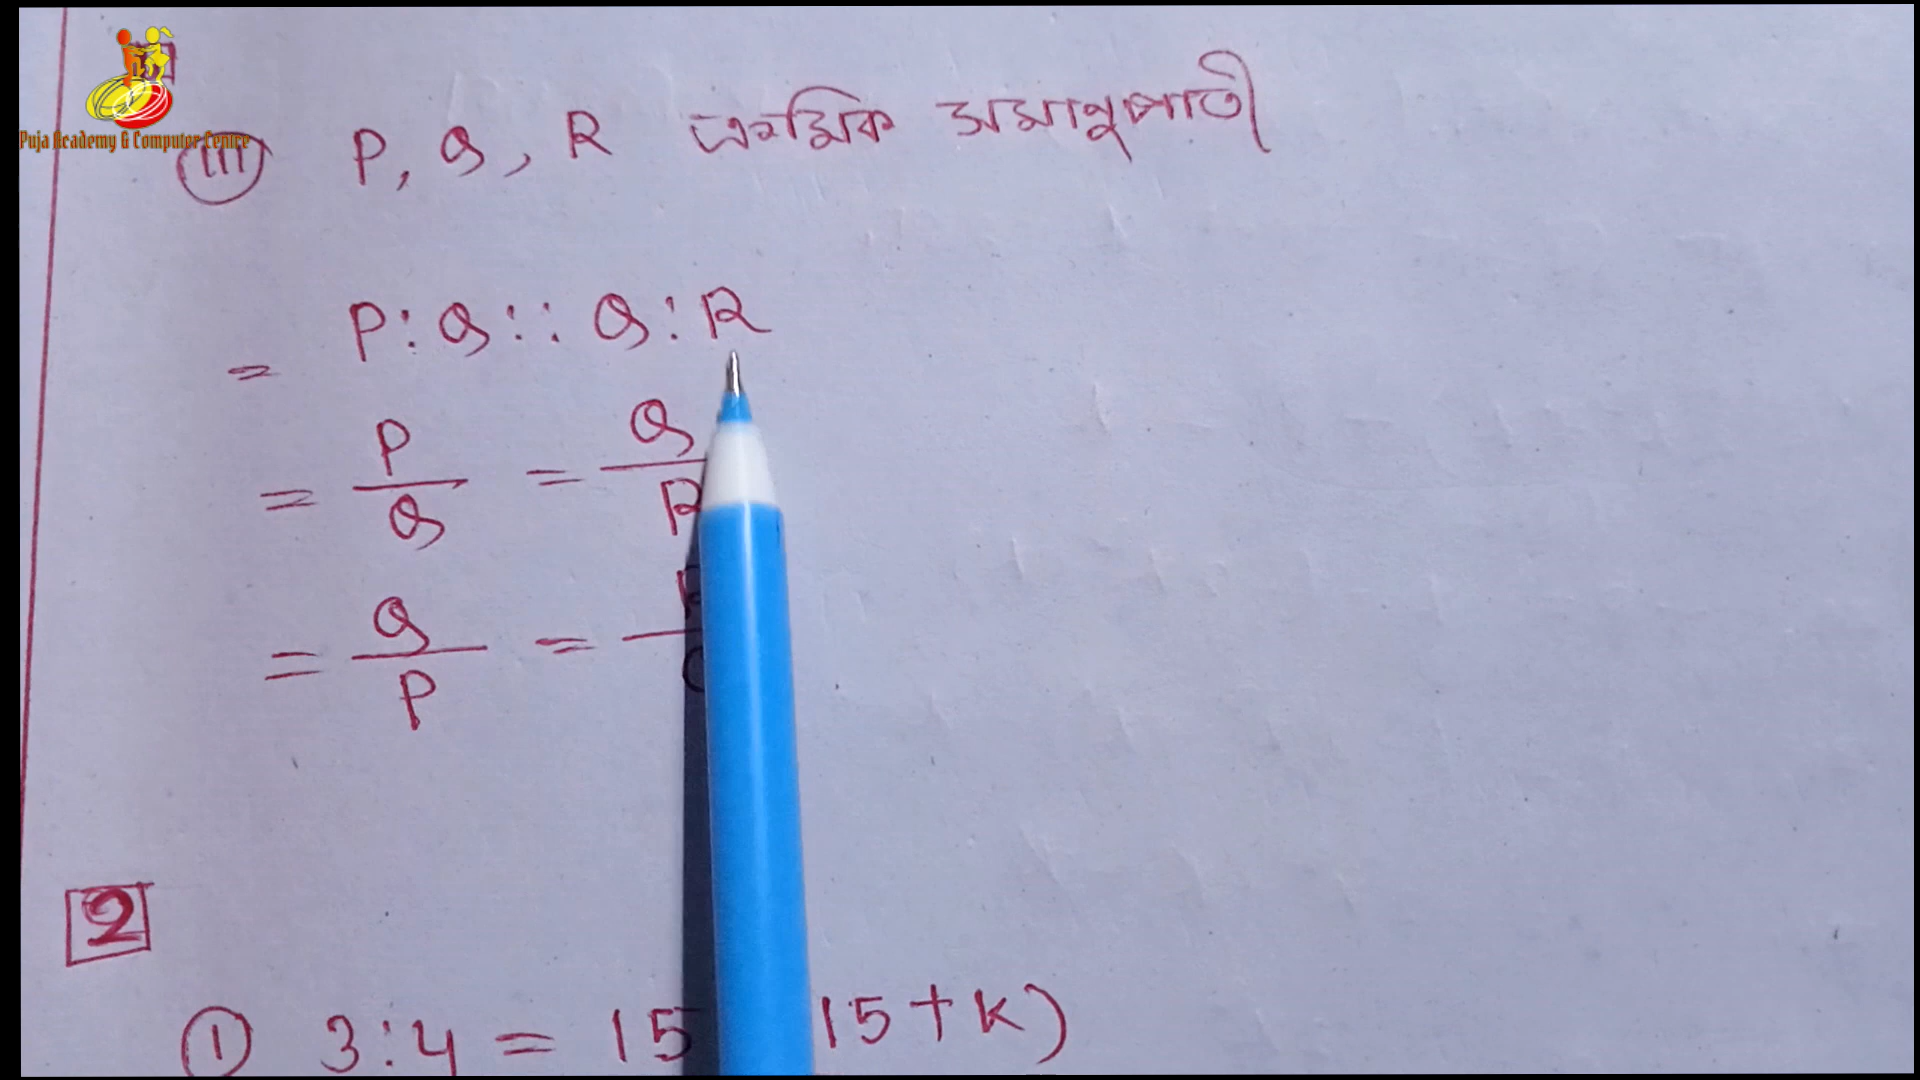 Puja Academy & Computer Centre
(III) P, Q, R ক্রমিক সমানুপাতী
= P : Q :: Q : R
= P/Q = Q/R
= Q/P =
2
(1) 3 : 4 = 15 15 + K)